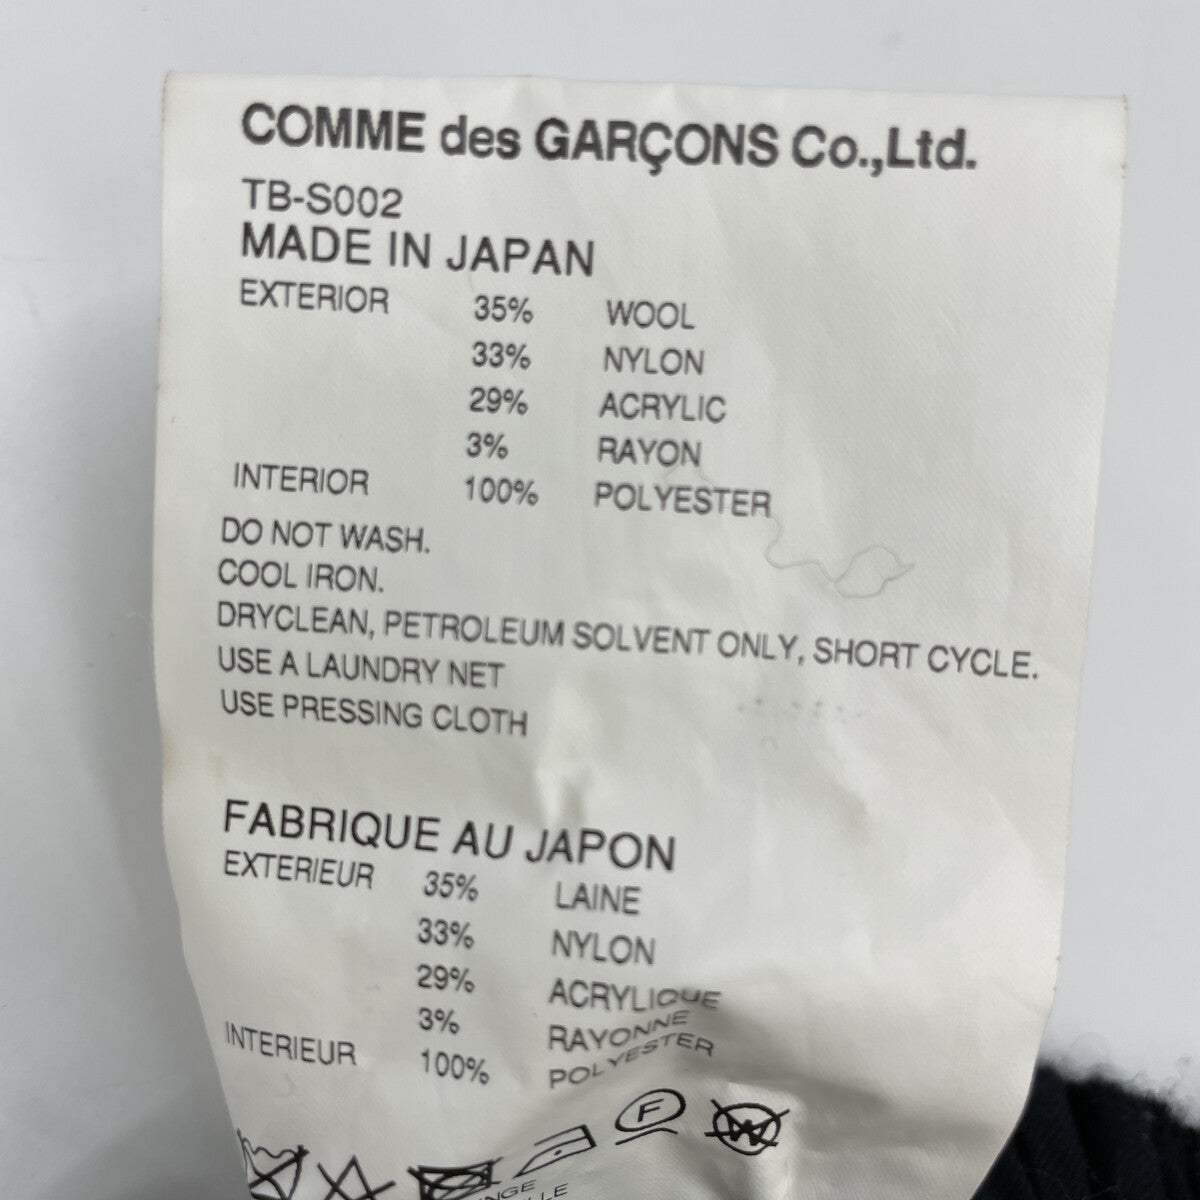 COMME des GARÇONS Co.,Ltd.
TB-S002
MADE IN JAPAN
EXTERIOR 35% WOOL
33% NYLON
29% ACRYLIC
3% RAYON
INTERIOR 100% POLYESTER
DO NOT WASH.
COOL IRON.
DRYCLEAN, PETROLEUM SOLVENT ONLY, SHORT CYCLE.
USE A LAUNDRY NET
USE PRESSING CLOTH
FABRIQUE AU JAPON
EXTERIEUR 35% LAINE
33% NYLON
29% ACRYLIQUE
3% RAYONNE
INTERIEUR 100% POLYESTER
F W